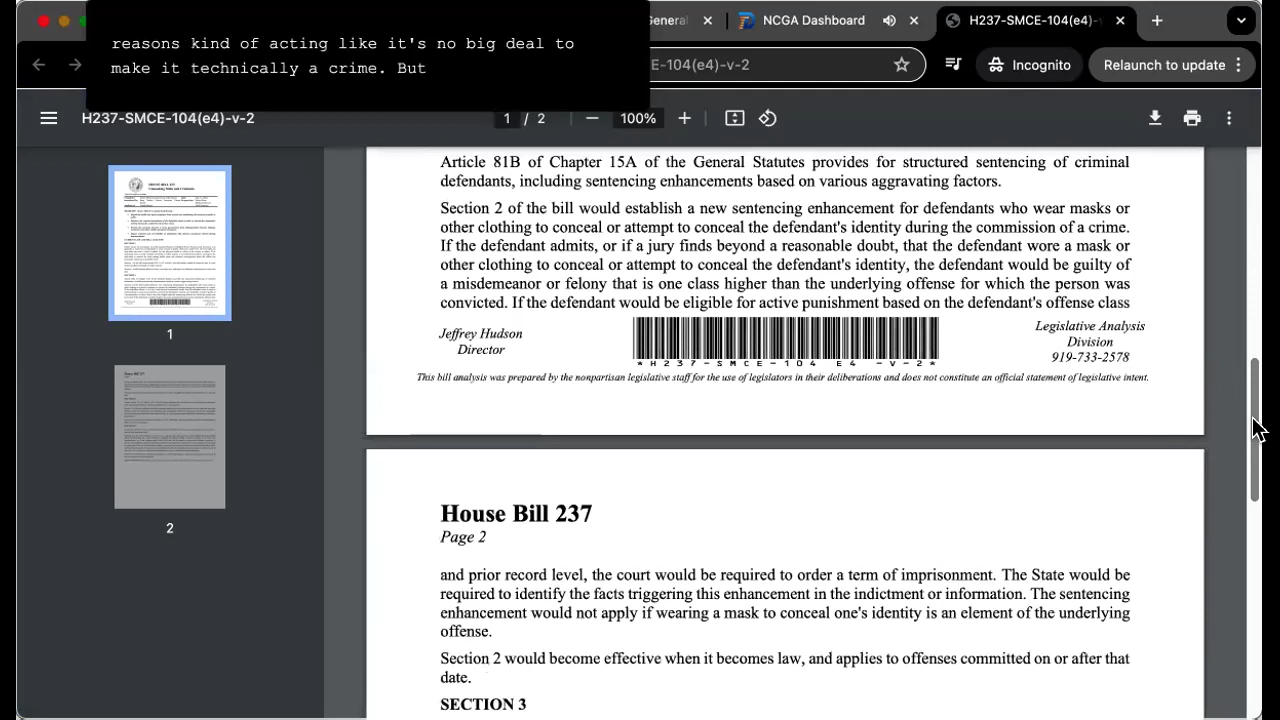 reasons kind of acting like it's no big deal to
make it technically a crime. But
General
NCGA Dashboard
H237-SMCE-104(e4)-v-
E-104(e4)-v-2
Incognito
Relaunch to update
H237-SMCE-104(e4)-v-2
1 / 2
100%
Article 81B of Chapter 15A of the General Statutes provides for structured sentencing of criminal
defendants, including sentencing enhancements based on various aggravating factors.
Section 2 of the bill would establish a new sentencing enhancement for defendants who wear masks or
other clothing to conceal or attempt to conceal the defendant's identity during the commission of a crime.
If the defendant admits, or if a jury finds beyond a reasonable doubt, that the defendant wore a mask or
other clothing to conceal or attempt to conceal the defendant's identity, the defendant would be guilty of
a misdemeanor or felony that is one class higher than the underlying offense for which the person was
convicted. If the defendant would be eligible for active punishment based on the defendant's offense class
Jeffrey Hudson
Director
*H237-SMCE-104 E4 -V-2*
Legislative Analysis
Division
919-733-2578
This bill analysis was prepared by the nonpartisan legislative staff for the use of legislators in their deliberations and does not constitute an official statement of legislative intent.
1
2
House Bill 237
Page 2
and prior record level, the court would be required to order a term of imprisonment. The State would be
required to identify the facts triggering this enhancement in the indictment or information. The sentencing
enhancement would not apply if wearing a mask to conceal one's identity is an element of the underlying
offense.
Section 2 would become effective when it becomes law, and applies to offenses committed on or after that
date.
SECTION 3